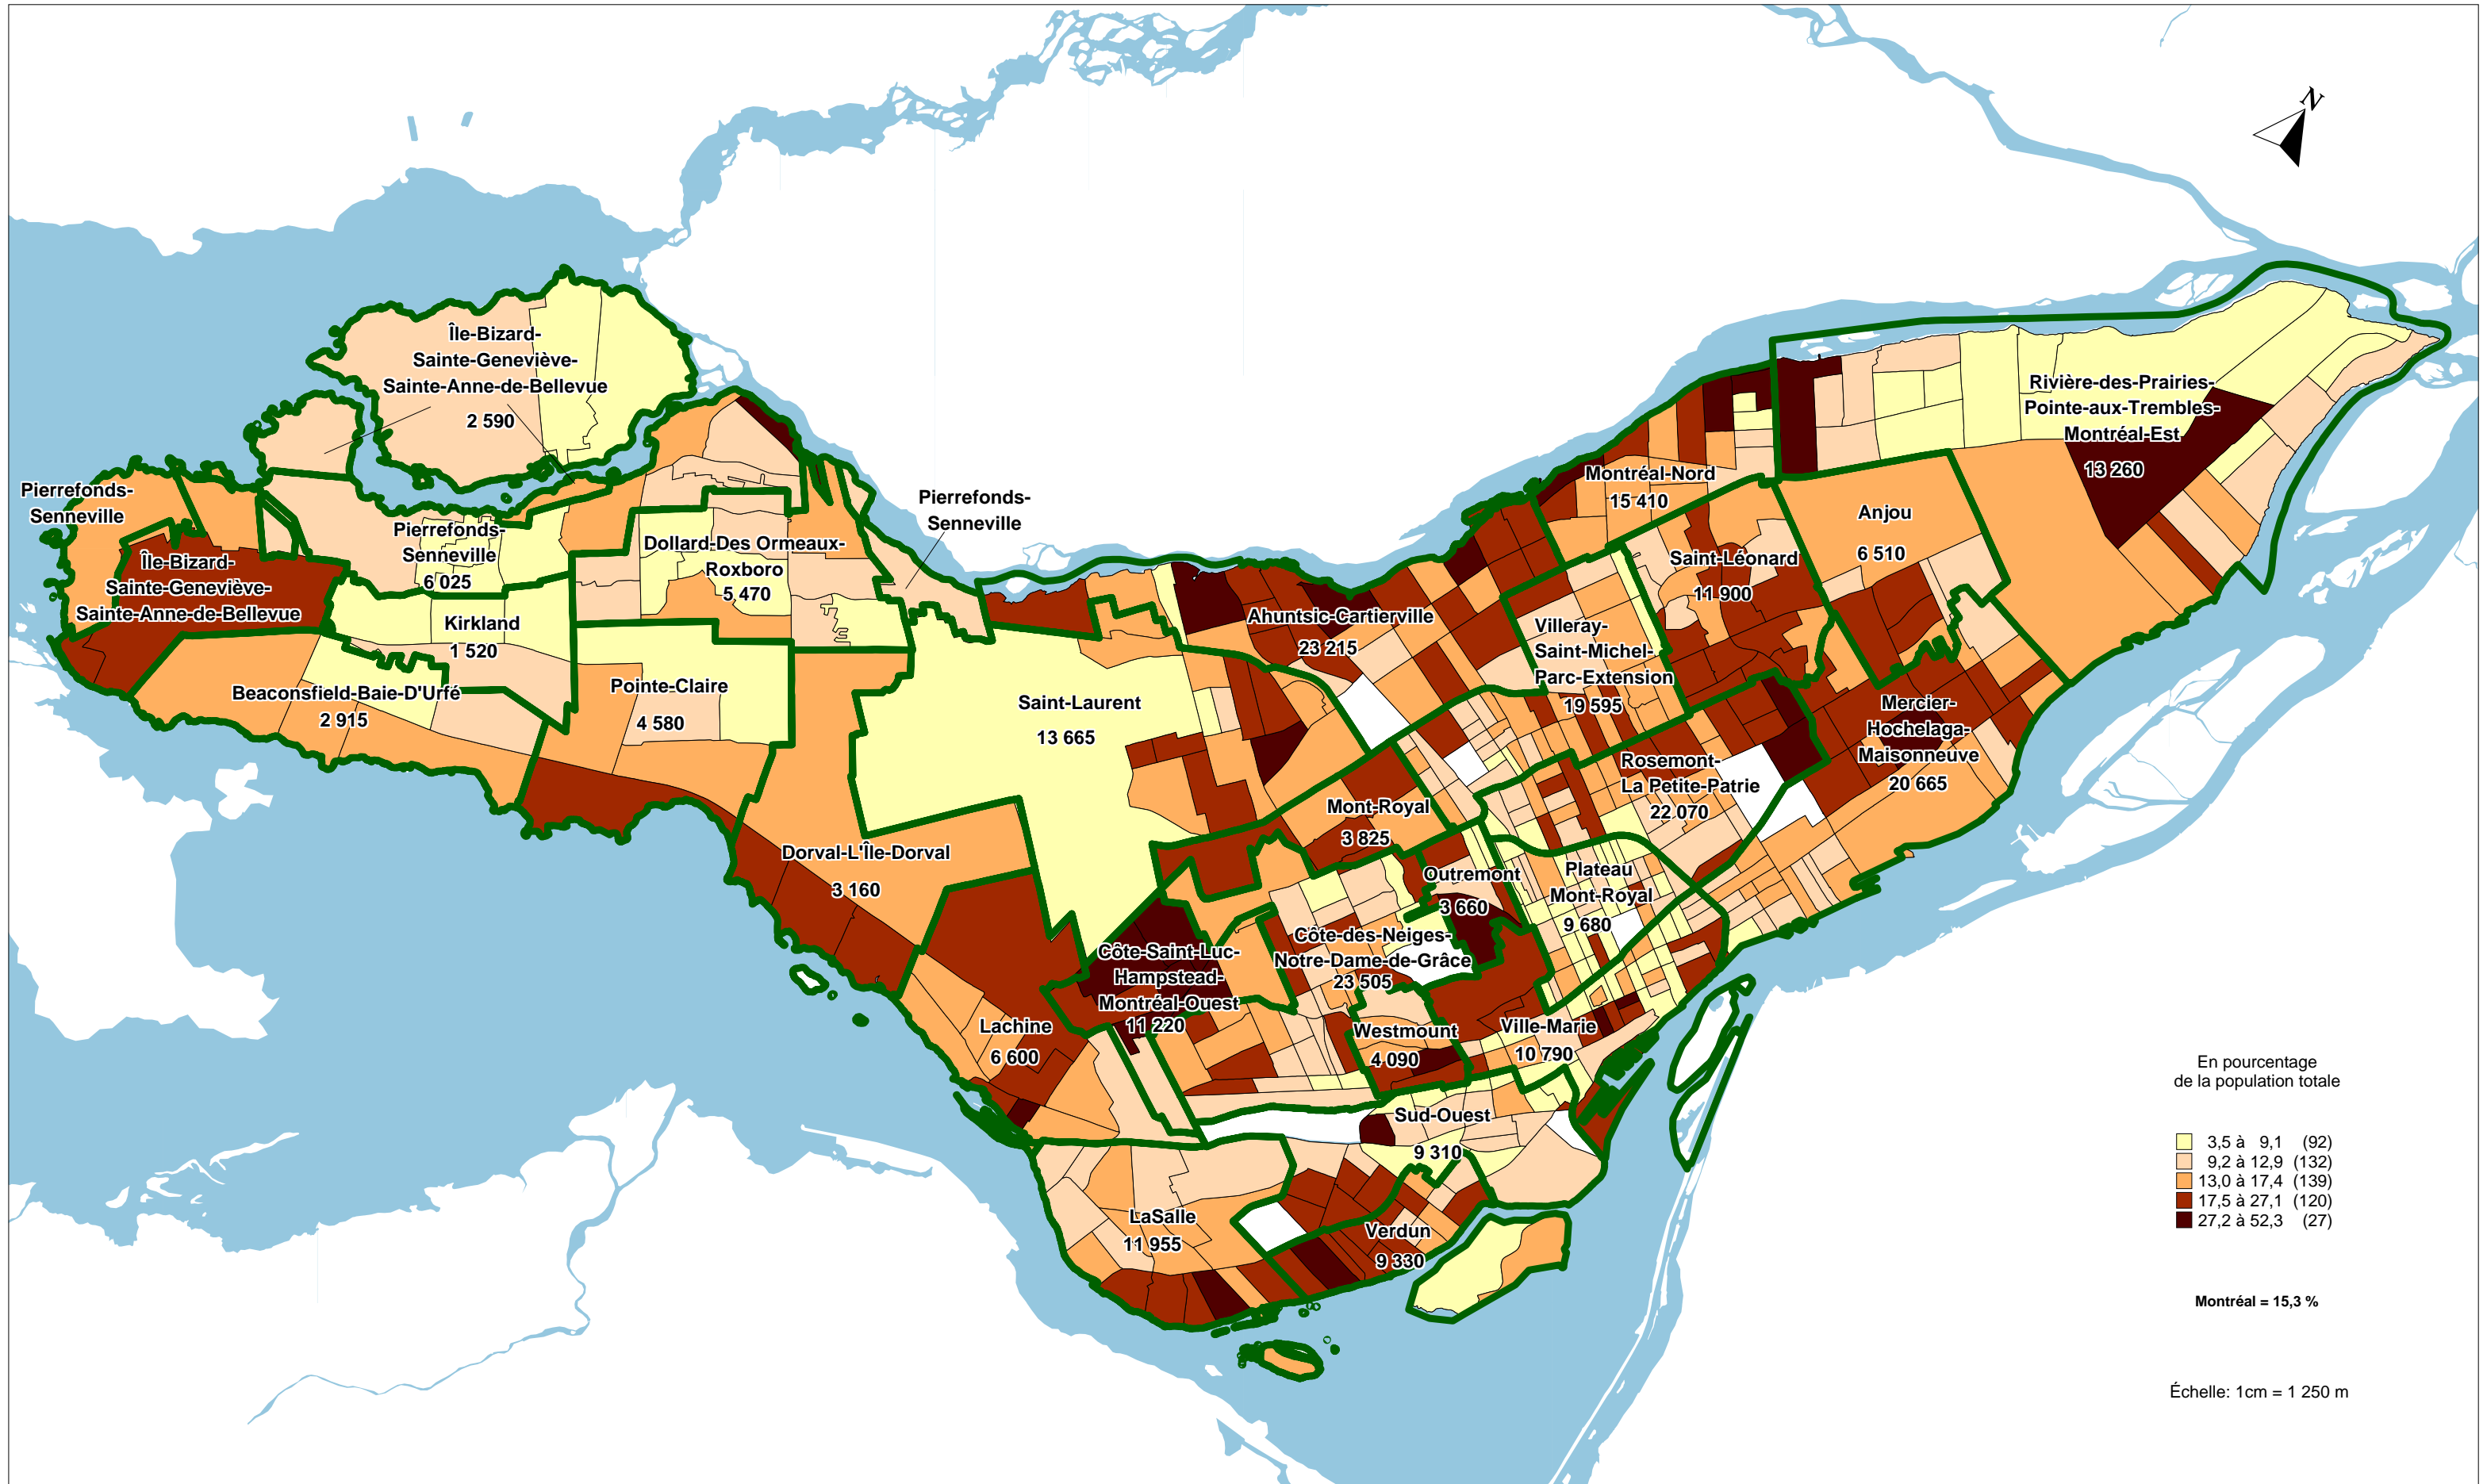 N
Île-Bizard-
Sainte-Geneviève-
Sainte-Anne-de-Bellevue
2 590
Rivière-des-Prairies-
Pointe-aux-Trembles-
Montréal-Est
13 260
Montréal-Nord
15 410
Pierrefonds-
Senneville
Pierrefonds-
Senneville
Anjou
6 510
Pierrefonds-
Senneville
6 025
Dollard-Des Ormeaux-
Roxboro
5 470
Saint-Léonard
11 900
Île-Bizard-
Sainte-Geneviève-
Sainte-Anne-de-Bellevue
Kirkland
1 520
Ahuntsic-Cartierville
23 215
Villeray-
Saint-Michel-
Parc-Extension
19 595
Beaconsfield-Baie-D'Urfé
2 915
Pointe-Claire
4 580
Saint-Laurent
13 665
Mercier-
Hochelaga-
Maisonneuve
20 665
Rosemont-
La Petite-Patrie
22 070
Mont-Royal
3 825
Dorval-L'Île-Dorval
3 160
Outremont
3 660
Plateau
Mont-Royal
9 680
Côte-des-Neiges-
Notre-Dame-de-Grâce
23 505
Côte-Saint-Luc-
Hampstead-
Montréal-Ouest
11 220
Lachine
6 600
Westmount
4 090
Ville-Marie
10 790
Sud-Ouest
9 310
LaSalle
11 955
Verdun
9 330
En pourcentage
de la population totale
3,5 à 9,1 (92)
9,2 à 12,9 (132)
13,0 à 17,4 (139)
17,5 à 27,1 (120)
27,2 à 52,3 (27)
Montréal = 15,3 %
Échelle: 1cm = 1 250 m